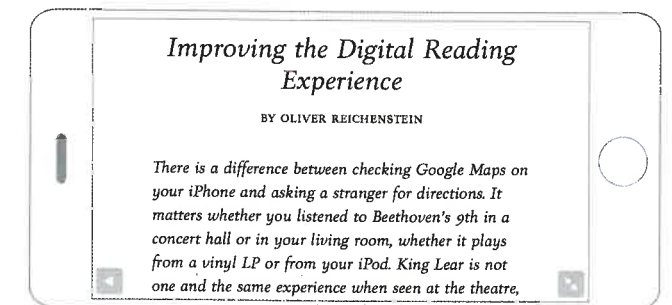 Improving the Digital Reading
Experience
BY OLIVER REICHENSTEIN
There is a difference between checking Google Maps on
your iPhone and asking a stranger for directions. It
matters whether you listened to Beethoven's 9th in a
concert hall or in your living room, whether it plays
from a vinyl LP or from your iPod. King Lear is not
one and the same experience when seen at the theatre,